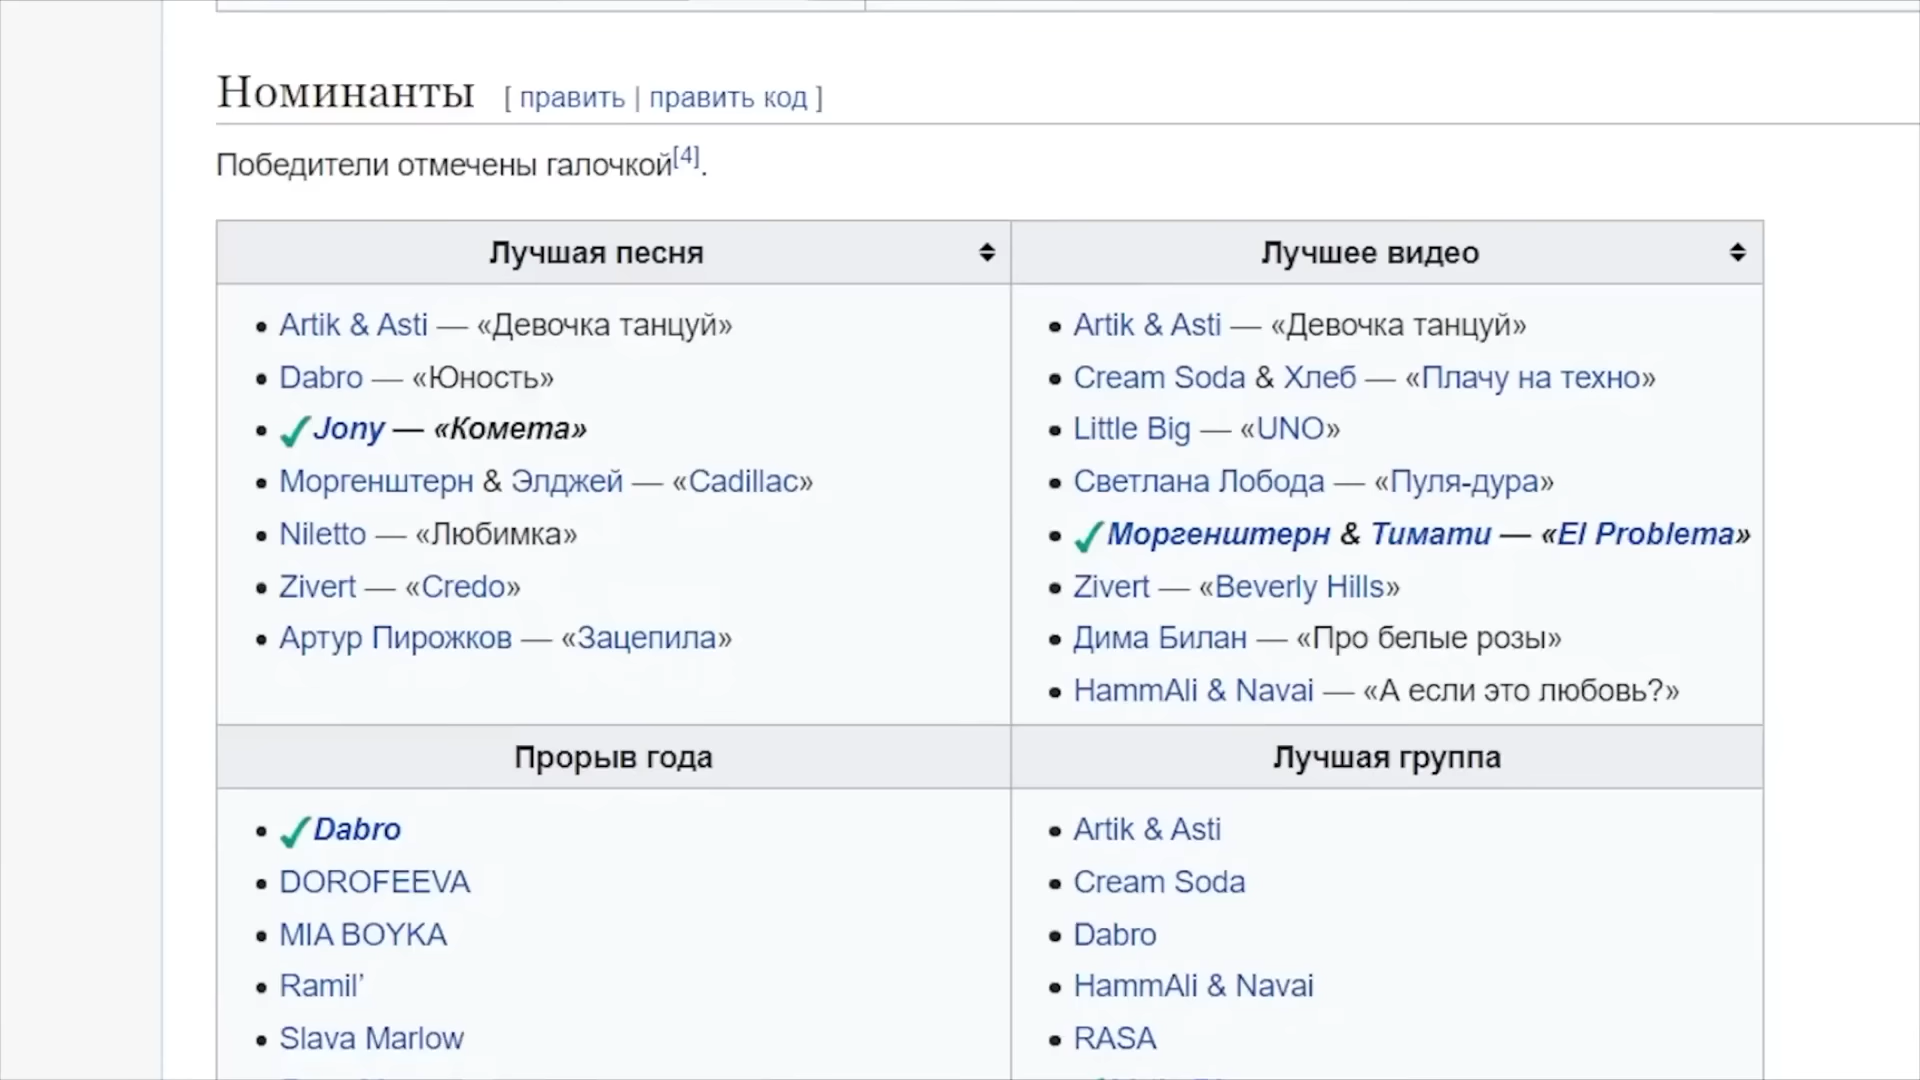 Номинанты [ править | править код ]
Победители отмечены галочкой[4].
Лучшая песня
Artik & Asti — «Девочка танцуй»
Dabro — «Юность»
Jony — «Комета»
Моргенштерн & Элджей — «Cadillac»
Niletto — «Любимка»
Zivert — «Credo»
Артур Пирожков — «Зацепила»
Лучшее видео
Artik & Asti — «Девочка танцуй»
Cream Soda & Хлеб — «Плачу на техно»
Little Big — «UNO»
Светлана Лобода — «Пуля-дура»
Моргенштерн & Тимати — «El Problema»
Zivert — «Beverly Hills»
Дима Билан — «Про белые розы»
HammAli & Navai — «А если это любовь?»
Прорыв года
Dabro
DOROFEEVA
MIA BOYKA
Ramil’
Slava Marlow
Лучшая группа
Artik & Asti
Cream Soda
Dabro
HammAli & Navai
RASA